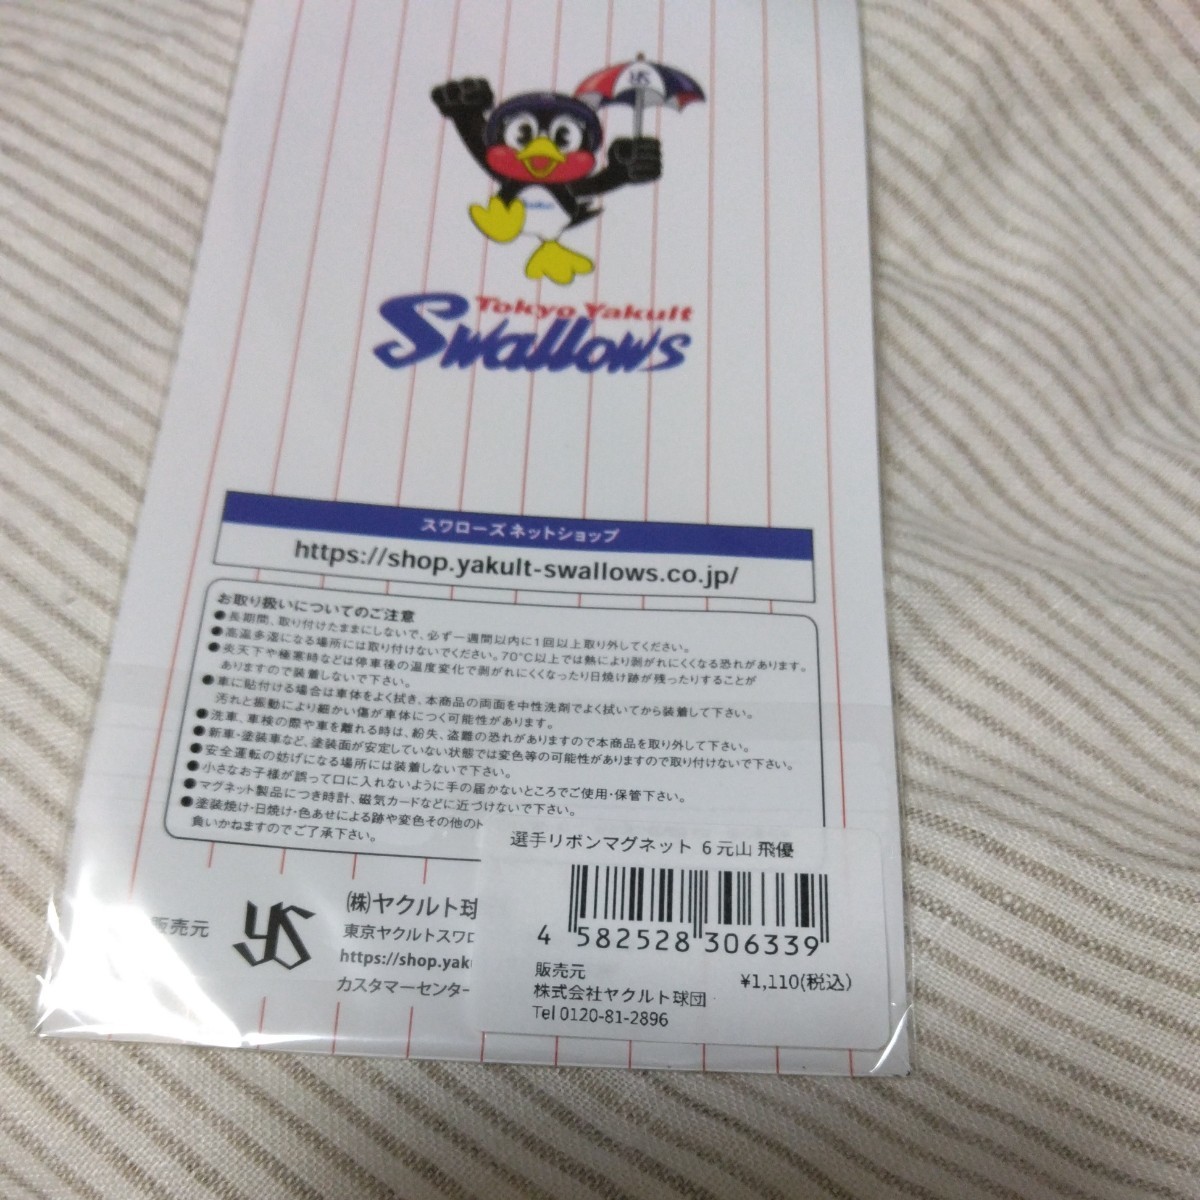 YS
Tokyo Yakult
Swallows
スワローズ ネットショップ
https://shop.yakult-swallows.co.jp/
お取り扱いについてのご注意
●長期間、取り付けたままにしないで、必ず一週間以内に1回以上取り外してください。
●高温多湿になる場所には取り付けないでください。70℃以上では熱により剥がれにくくなる恐れがあります。
●炎天下や極寒時などは停車後の温度変化で剥がれにくくなったり日焼け跡が残ったりすることが
ありますので装着しないで下さい。
●車に貼付ける場合は車体をよく拭き、本商品の両面を中性洗剤でよく拭いてから装着して下さい。
汚れと振動により細かい傷が車体につく可能性があります。
●洗車、車検の際や車を離れる時は、紛失、盗難の恐れがありますので本商品を取り外して下さい。
●新車・塗装車など、塗装面が安定していない状態では変色等の可能性がありますので取り付けないで下さい。
●安全運転の妨げになる場所には装着しないで下さい。
●小さなお子様が誤って口に入れないように手の届かないところでご使用・保管下さい。
●マグネット製品につき時計、磁気カードなどに近づけないで下さい。
●塗装焼け・日焼け・色あせによる跡や変色その他の
負いかねますのでご了承下さい。
販売元
YS
(株)ヤクルト球
東京ヤクルトスワロ
https://shop.yaku
カスタマーセンター
選手リボンマグネット 6 元山 飛優
4 582528 306339
販売元
株式会社ヤクルト球団
Tel 0120-81-2896
¥1,110(税込)